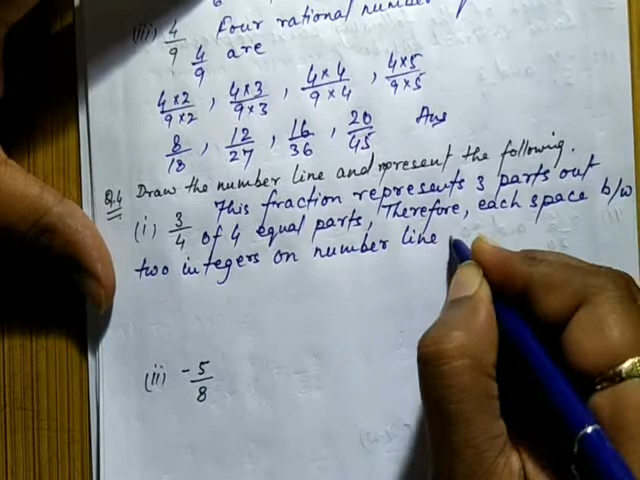 (iii) 4/9 Four rational number
4/9 are
4×2/9×2 , 4×3/9×3 , 4×4/9×4 , 4×5/9×5
8/18 , 12/27 , 16/36 , 20/45 Ans
Q.4 Draw the number line and represent the following.
(i) 3/4 This fraction represents 3 parts out
of 4 equal parts, Therefore, each space b/w
two integers on number line
(ii) -5/8